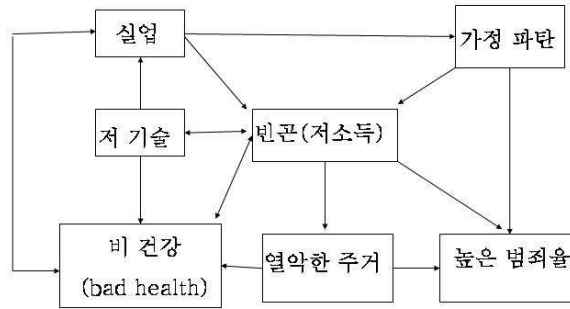 실업
가정 파탄
저 기술
빈곤(저소득)
비 건강
(bad health)
열악한 주거
높은 범죄율